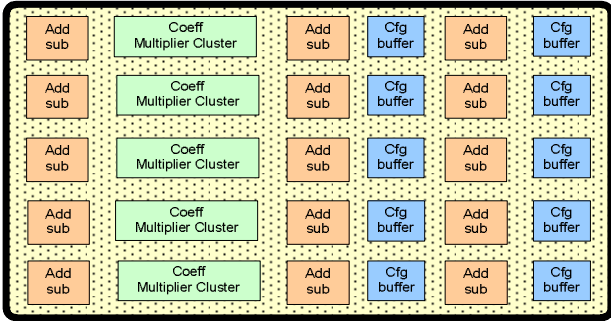 Add
sub
Coeff
Multiplier Cluster
Add
sub
Cfg
buffer
Add
sub
Cfg
buffer
Add
sub
Coeff
Multiplier Cluster
Add
sub
Cfg
buffer
Add
sub
Cfg
buffer
Add
sub
Coeff
Multiplier Cluster
Add
sub
Cfg
buffer
Add
sub
Cfg
buffer
Add
sub
Coeff
Multiplier Cluster
Add
sub
Cfg
buffer
Add
sub
Cfg
buffer
Add
sub
Coeff
Multiplier Cluster
Add
sub
Cfg
buffer
Add
sub
Cfg
buffer